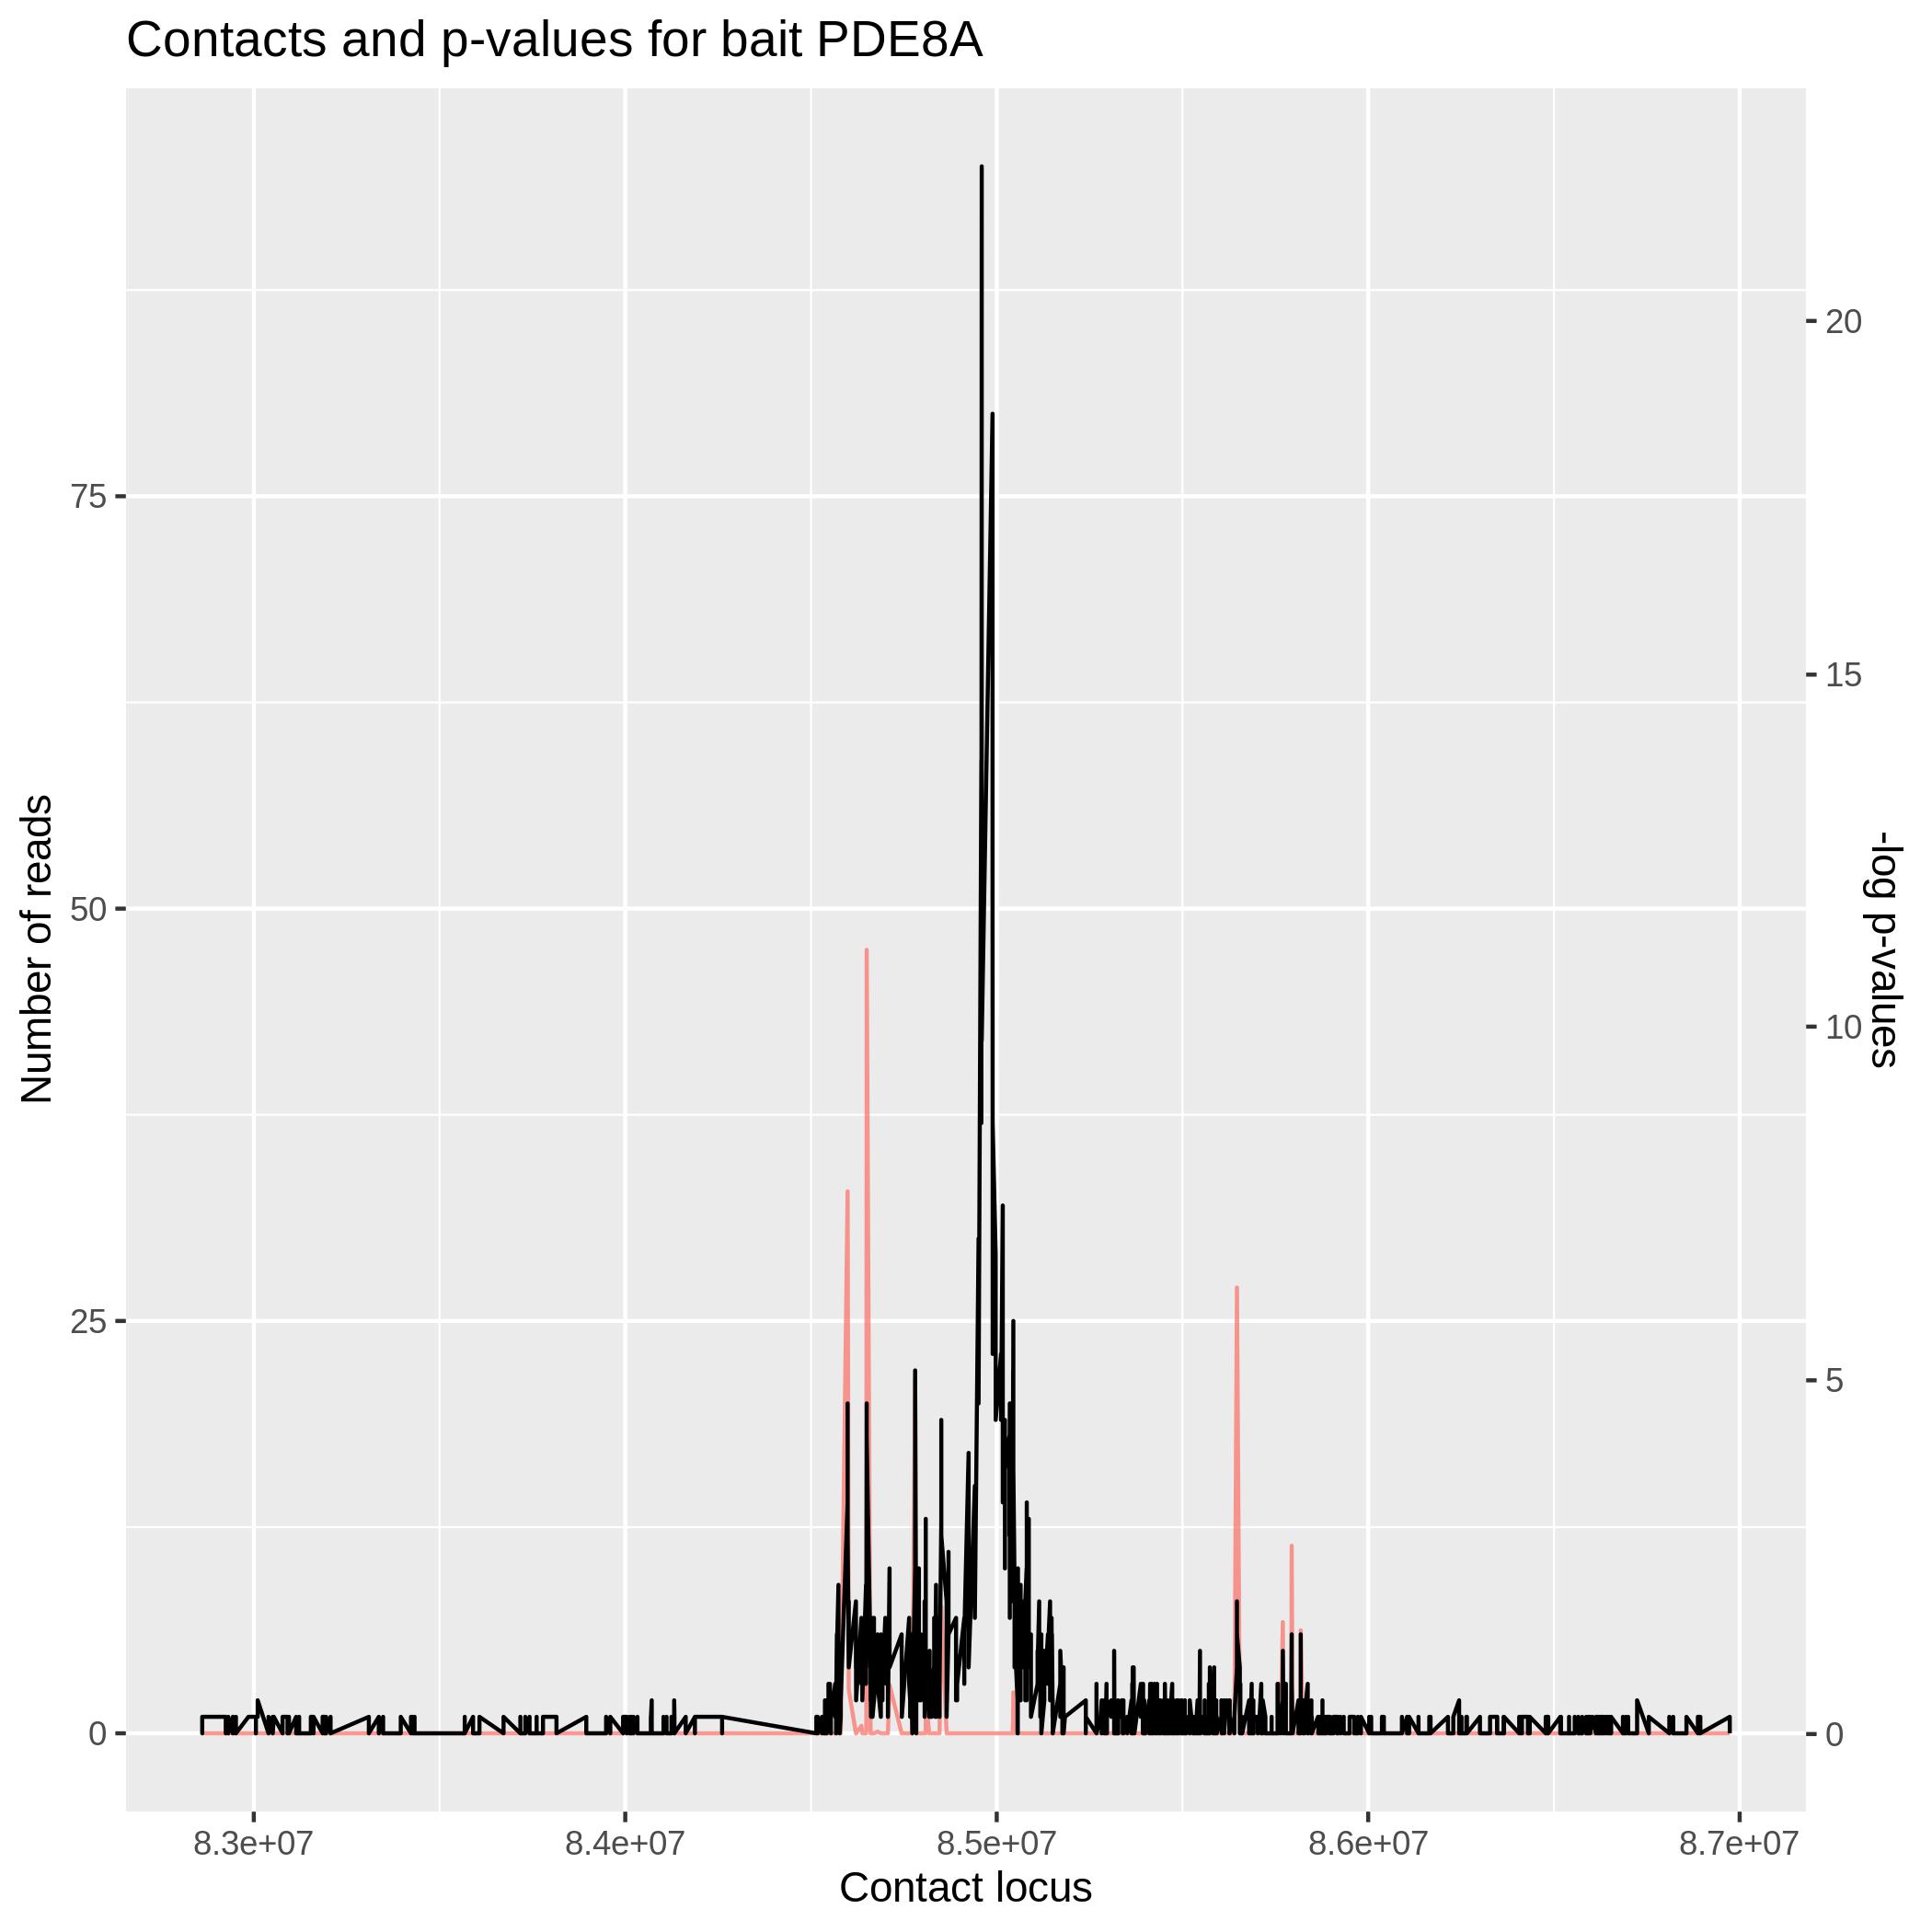 Contacts and p-values for bait PDE8A
Number of reads
75
50
25
0
20
15
10
5
0
-log p-values
8.3e+07
8.4e+07
8.5e+07
8.6e+07
8.7e+07
Contact locus